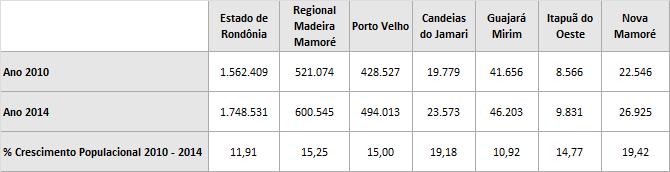 Estado de Rondônia Regional Madeira Mamoré Porto Velho Candeias do Jamari Guajará Mirim Itapuã do Oeste Nova Mamoré
Ano 2010 1.562.409 521.074 428.527 19.779 41.656 8.566 22.546
Ano 2014 1.748.531 600.545 494.013 23.573 46.203 9.831 26.925
% Crescimento Populacional 2010 - 2014 11,91 15,25 15,00 19,18 10,92 14,77 19,42